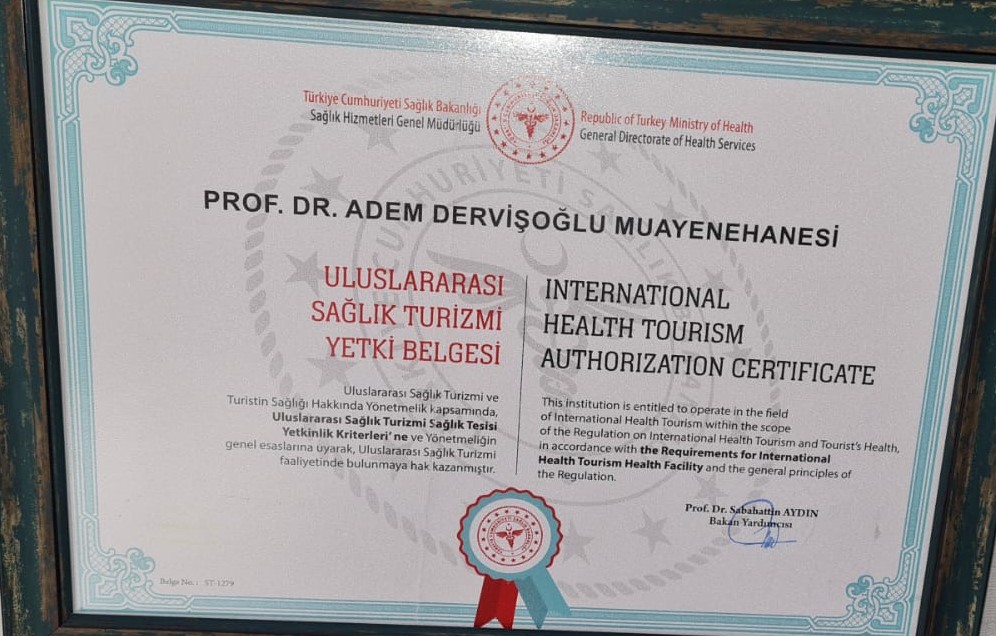 Türkiye Cumhuriyeti Sağlık Bakanlığı
Sağlık Hizmetleri Genel Müdürlüğü
Republic of Turkey Ministry of Health
General Directorate of Health Services
PROF. DR. ADEM DERVİŞOĞLU MUAYENEHANESİ
ULUSLARARASI
SAĞLIK TURİZMİ
YETKİ BELGESİ
Uluslararası Sağlık Turizmi ve
Turistin Sağlığı Hakkında Yönetmelik kapsamında,
Uluslararası Sağlık Turizmi Sağlık Tesisi
Yetkinlik Kriterleri' ne ve Yönetmeliğin
genel esaslarına uyarak, Uluslararası Sağlık Turizmi
faaliyetinde bulunmaya hak kazanmıştır.
INTERNATIONAL
HEALTH TOURISM
AUTHORIZATION CERTIFICATE
This institution is entitled to operate in the field
of International Health Tourism within the scope
of the Regulation on International Health Tourism and Tourist's Health,
in accordance with the Requirements for International
Health Tourism Health Facility and the general principles of
the Regulation.
Prof. Dr. Sabahattin AYDIN
Bakan Yardımcısı
Belge No. : ST-1279